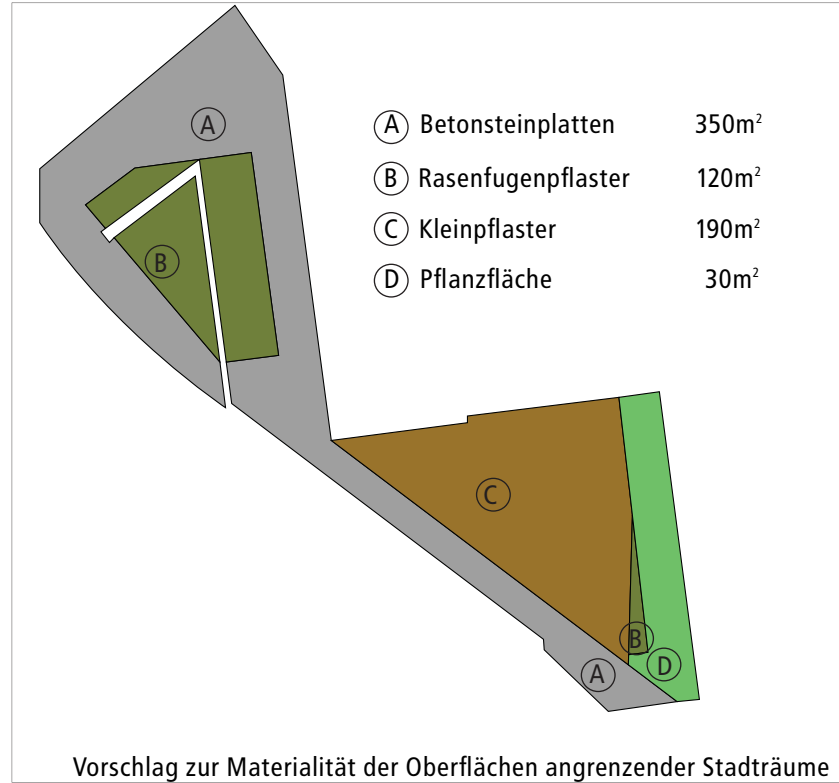 A
A Betonsteinplatten 350m²
B Rasenfugenpflaster 120m²
C Kleinpflaster 190m²
D Pflanzfläche 30m²
B
C
B
D
A
Vorschlag zur Materialität der Oberflächen angrenzender Stadträume